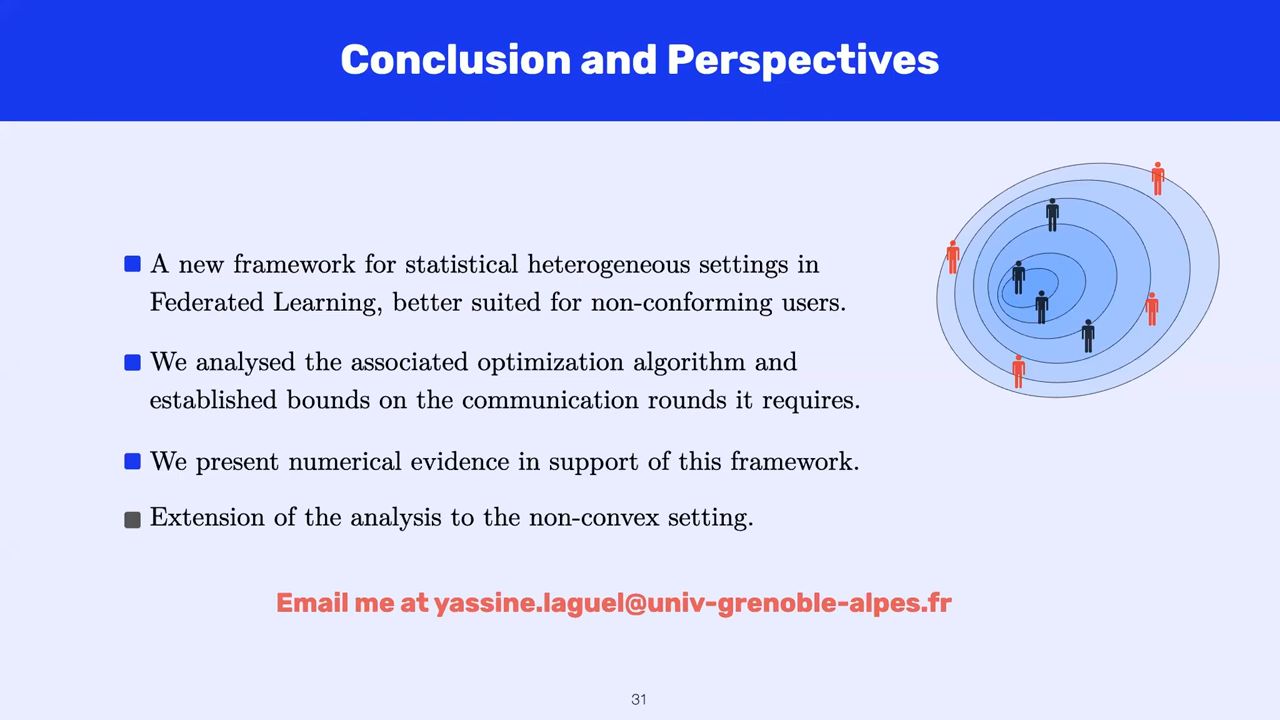 Conclusion and Perspectives
A new framework for statistical heterogeneous settings in
Federated Learning, better suited for non-conforming users.
We analysed the associated optimization algorithm and
established bounds on the communication rounds it requires.
We present numerical evidence in support of this framework.
Extension of the analysis to the non-convex setting.
Email me at yassine.laguel@univ-grenoble-alpes.fr
31